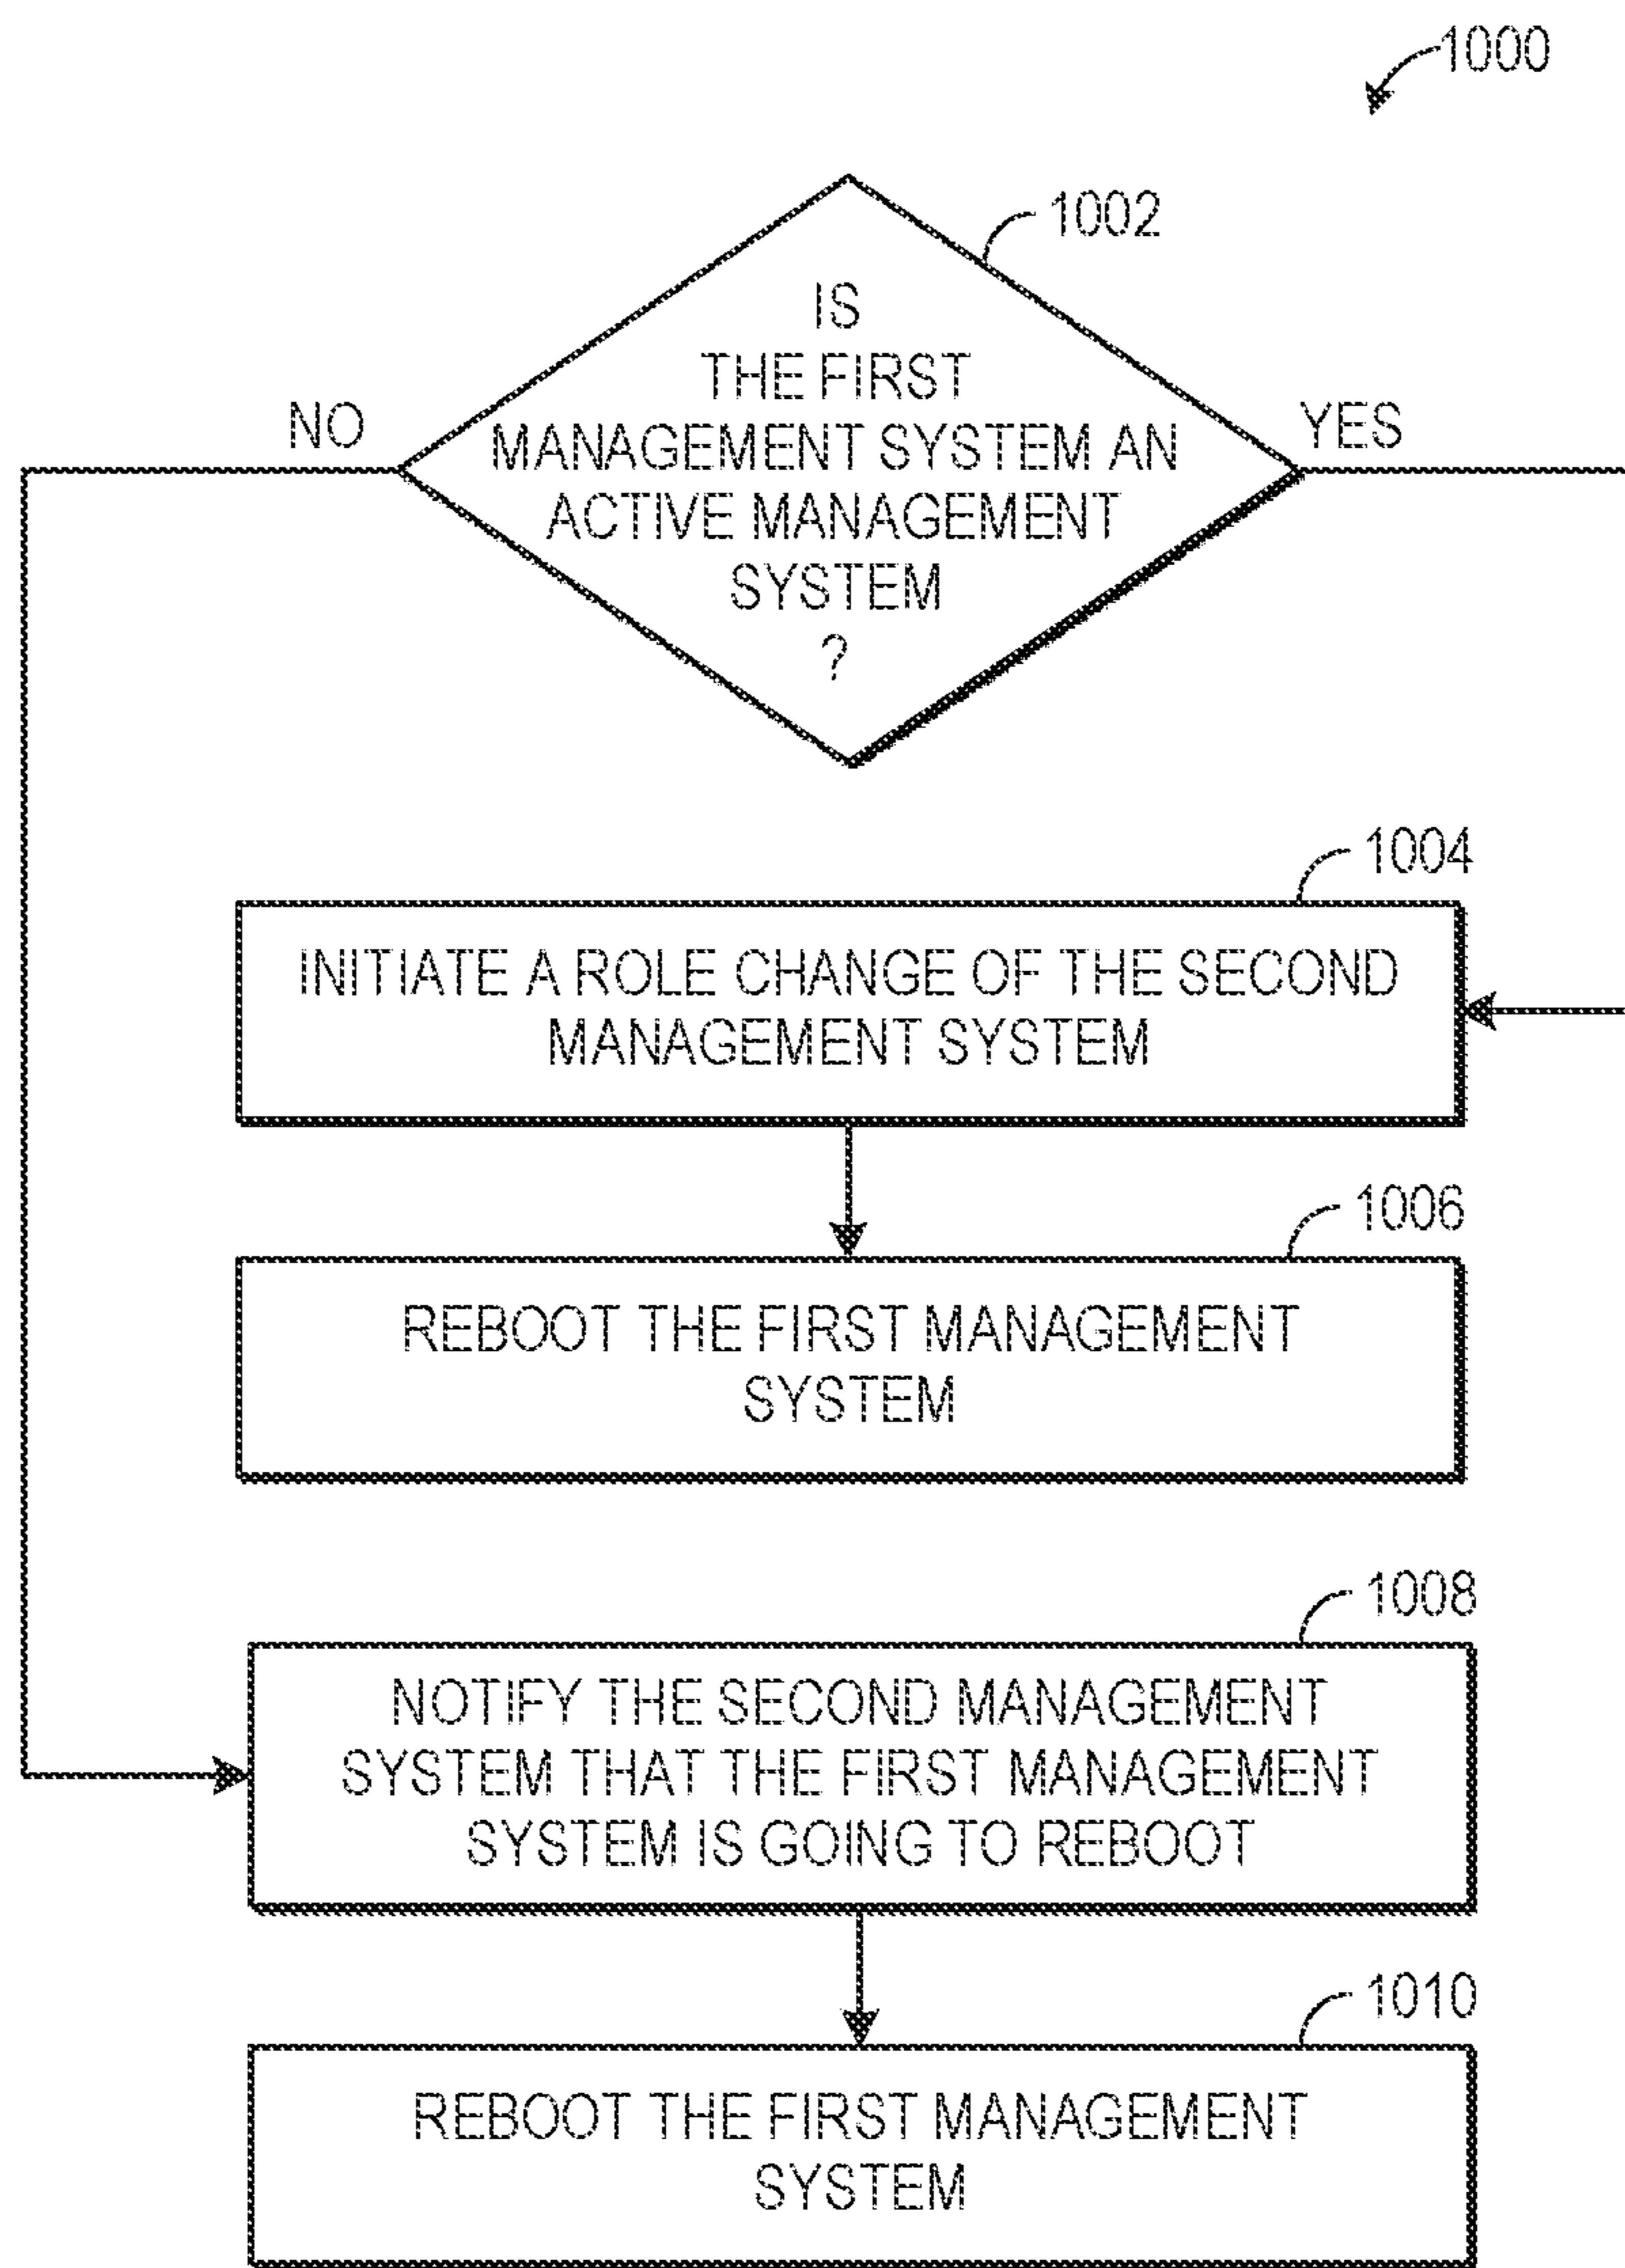 1000
1002
IS
THE FIRST
MANAGEMENT SYSTEM AN
ACTIVE MANAGEMENT
SYSTEM
?
NO
YES
1004
INITIATE A ROLE CHANGE OF THE SECOND
MANAGEMENT SYSTEM
1006
REBOOT THE FIRST MANAGEMENT
SYSTEM
1008
NOTIFY THE SECOND MANAGEMENT
SYSTEM THAT THE FIRST MANAGEMENT
SYSTEM IS GOING TO REBOOT
1010
REBOOT THE FIRST MANAGEMENT
SYSTEM